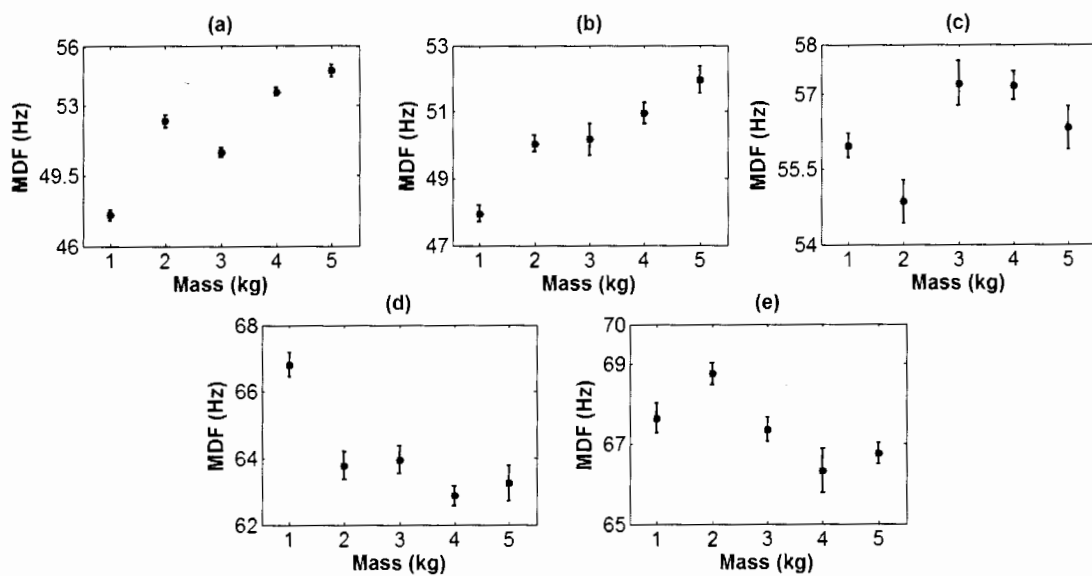 (a)
MDF (Hz)
56
53
49.5
46
1 2 3 4 5
Mass (kg)
(b)
MDF (Hz)
53
51
49
47
1 2 3 4 5
Mass (kg)
(c)
MDF (Hz)
58
57
55.5
54
1 2 3 4 5
Mass (kg)
(d)
MDF (Hz)
68
66
64
62
1 2 3 4 5
Mass (kg)
(e)
MDF (Hz)
70
69
67
65
1 2 3 4 5
Mass (kg)